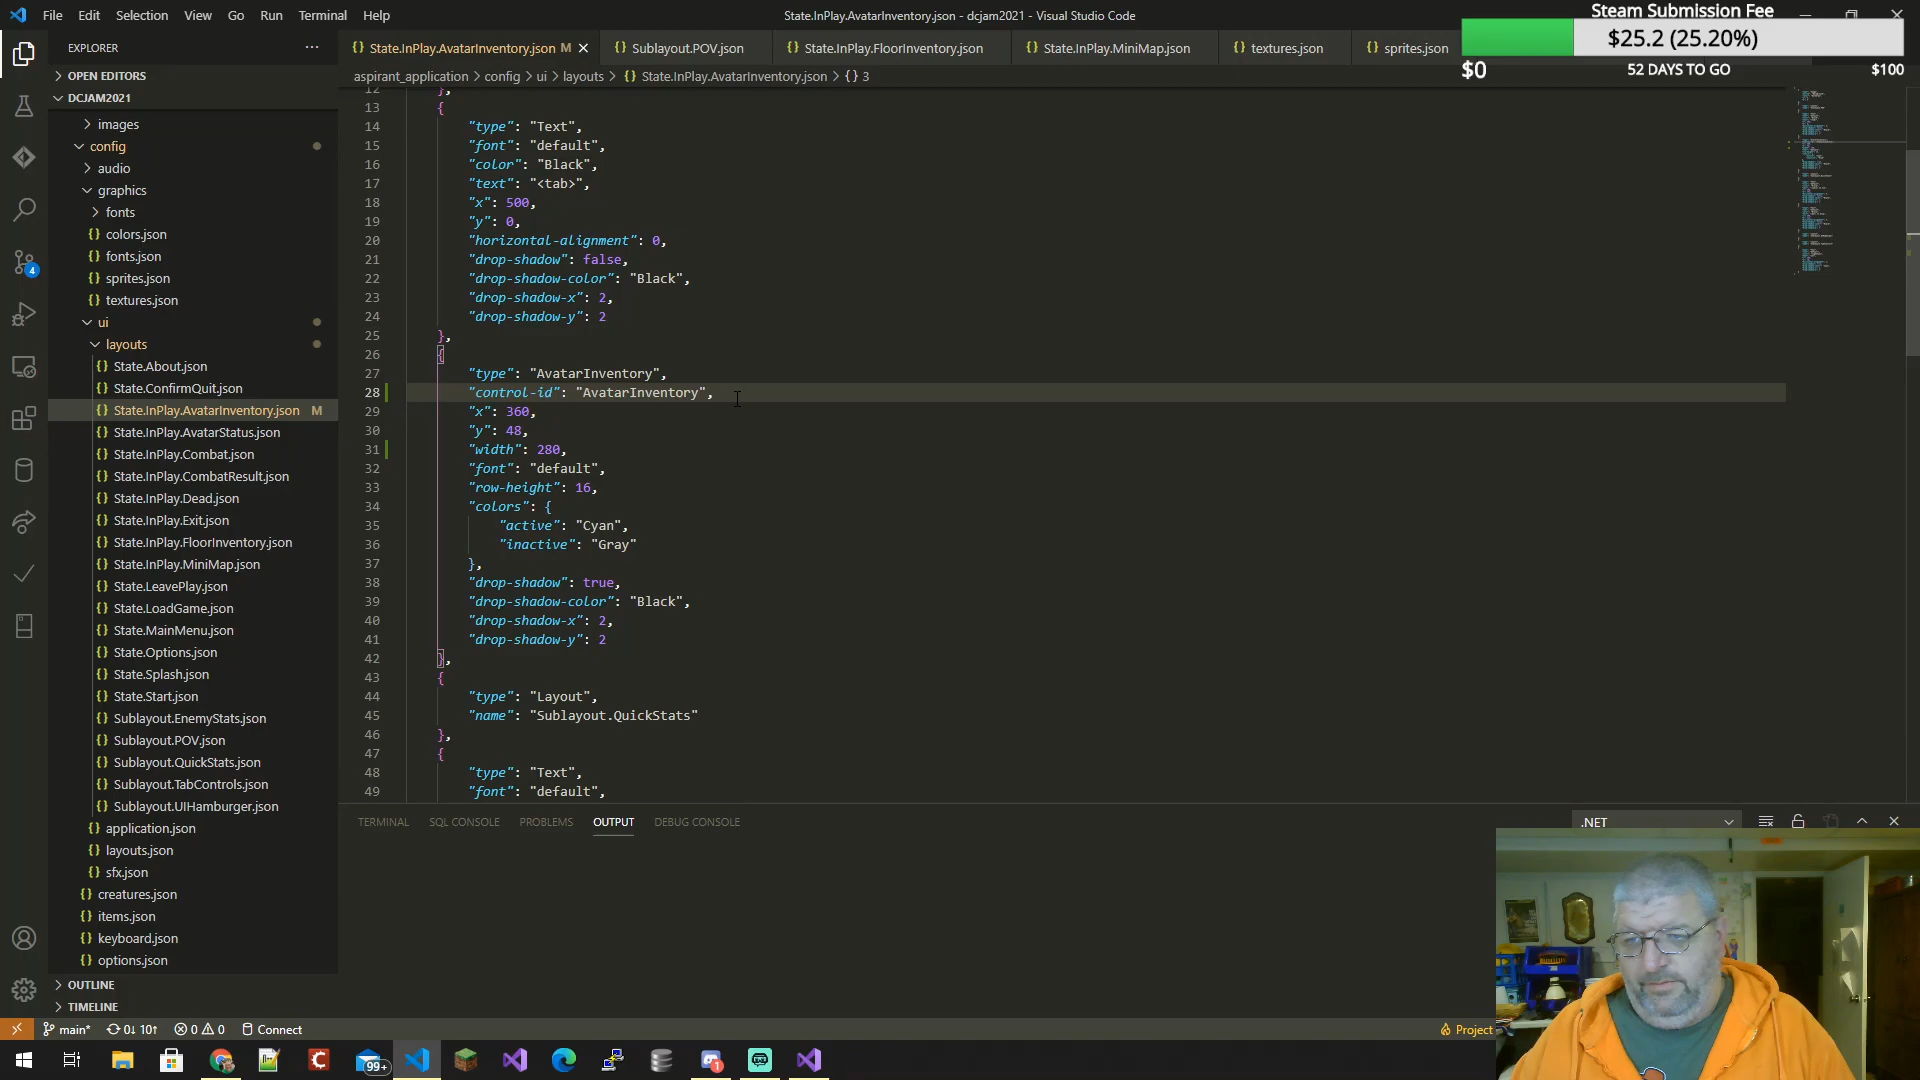 File Edit Selection View Go Run Terminal Help
State.InPlay.AvatarInventory.json - dcjam2021 - Visual Studio Code
Steam Submission Fee
$25.2 (25.20%)
$0 52 DAYS TO GO $100
EXPLORER
State.InPlay.AvatarInventory.json M Sublayout.POV.json State.InPlay.FloorInventory.json State.InPlay.MiniMap.json textures.json sprites.json
aspirant_application > config > ui > layouts > {} State.InPlay.AvatarInventory.json > {} 3
OPEN EDITORS
DCJAM2021
images
config
audio
graphics
fonts
colors.json
fonts.json
sprites.json
textures.json
ui
layouts
State.About.json
State.ConfirmQuit.json
State.InPlay.AvatarInventory.json M
State.InPlay.AvatarStatus.json
State.InPlay.Combat.json
State.InPlay.CombatResult.json
State.InPlay.Dead.json
State.InPlay.Exit.json
State.InPlay.FloorInventory.json
State.InPlay.MiniMap.json
State.LeavePlay.json
State.LoadGame.json
State.MainMenu.json
State.Options.json
State.Splash.json
State.Start.json
Sublayout.EnemyStats.json
Sublayout.POV.json
Sublayout.QuickStats.json
Sublayout.TabControls.json
Sublayout.UIHamburger.json
application.json
layouts.json
sfx.json
creatures.json
items.json
keyboard.json
options.json
OUTLINE
TIMELINE
4
12 },
13 {
14 "type": "Text",
15 "font": "default",
16 "color": "Black",
17 "text": "<tab>",
18 "x": 500,
19 "y": 0,
20 "horizontal-alignment": 0,
21 "drop-shadow": false,
22 "drop-shadow-color": "Black",
23 "drop-shadow-x": 2,
24 "drop-shadow-y": 2
25 },
26 {
27 "type": "AvatarInventory",
28 "control-id": "AvatarInventory",
29 "x": 360,
30 "y": 48,
31 "width": 280,
32 "font": "default",
33 "row-height": 16,
34 "colors": {
35 "active": "Cyan",
36 "inactive": "Gray"
37 },
38 "drop-shadow": true,
39 "drop-shadow-color": "Black",
40 "drop-shadow-x": 2,
41 "drop-shadow-y": 2
42 },
43 {
44 "type": "Layout",
45 "name": "Sublayout.QuickStats"
46 },
47 {
48 "type": "Text",
49 "font": "default",
TERMINAL SQL CONSOLE PROBLEMS OUTPUT DEBUG CONSOLE .NET
main* 0↓ 10↑ 0 0 Connect Project
99+ 1